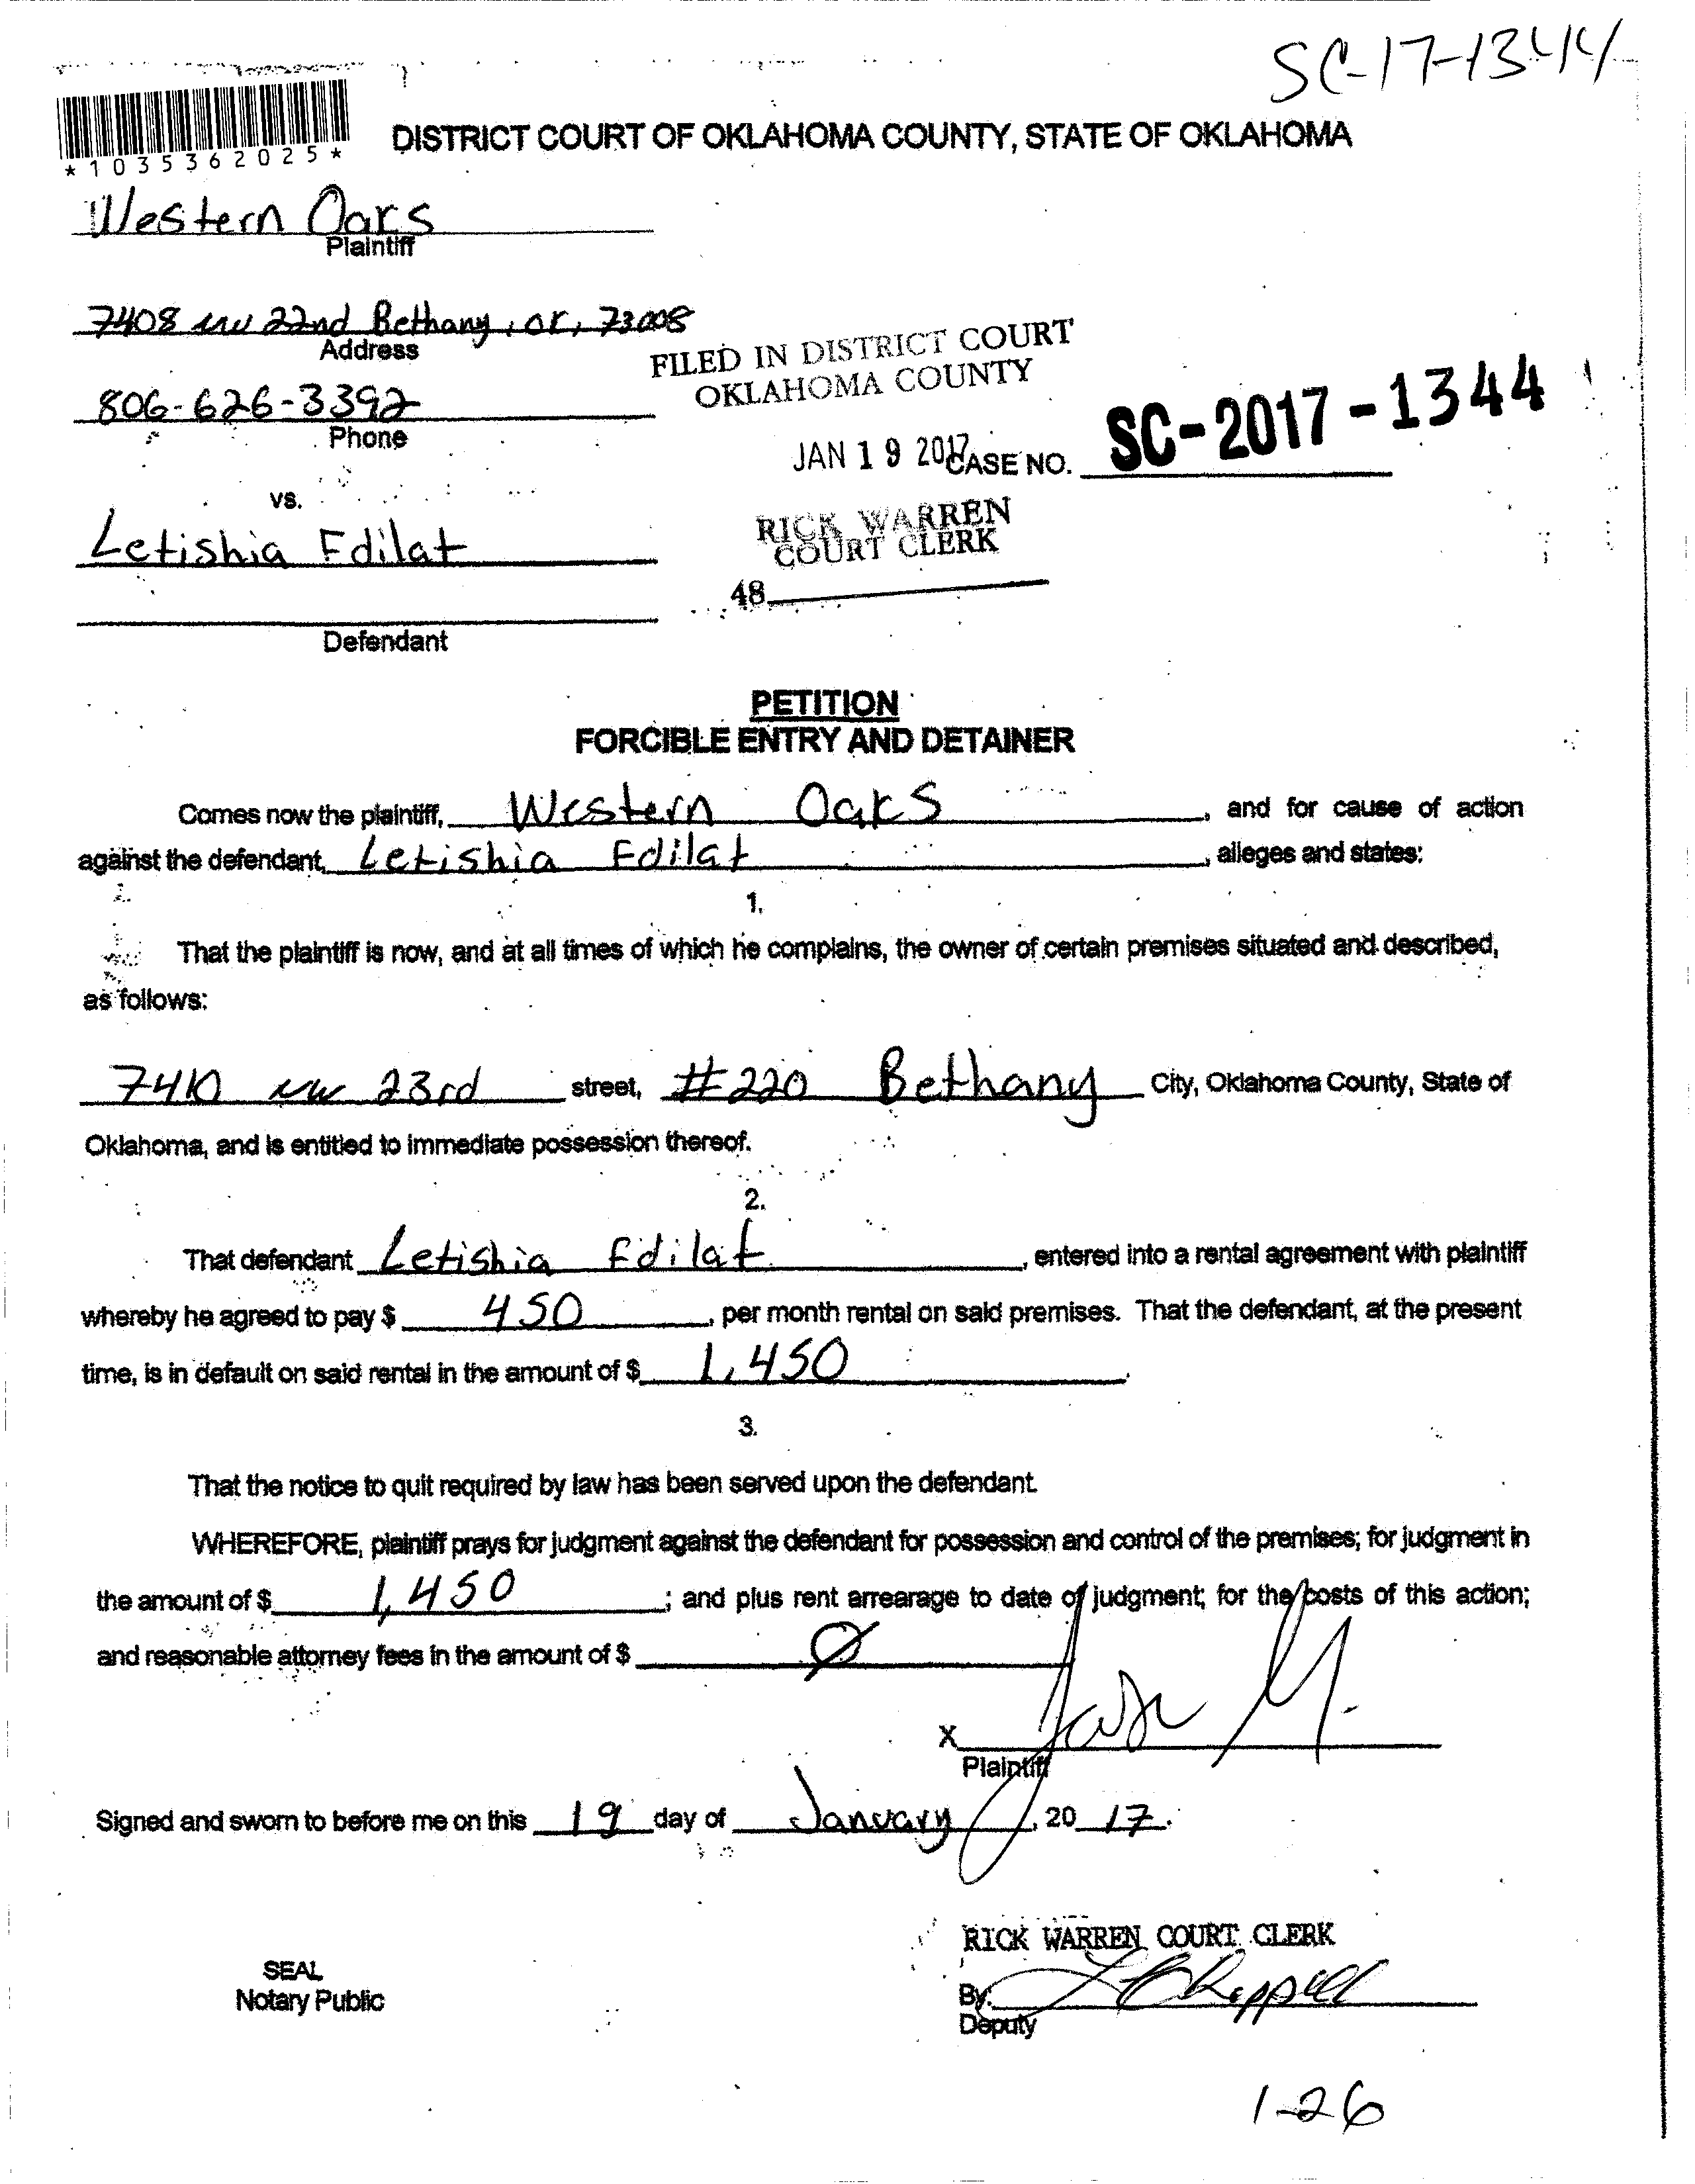 SC-17-1344
*1035362025*
DISTRICT COURT OF OKLAHOMA COUNTY, STATE OF OKLAHOMA
Western Oaks
Plaintiff
7408 NW 22nd Bethany, OK, 73008
Address
FILED IN DISTRICT COURT
OKLAHOMA COUNTY
806-626-3392
Phone
JAN 19 2017
CASE NO. SC-2017-1344
vs.
RICK WARREN
COURT CLERK
Letishia Edilat
48
Defendant
PETITION
FORCIBLE ENTRY AND DETAINER
Comes now the plaintiff, Western Oaks, and for cause of action
against the defendant, Letishia Edilat, alleges and states:
1.
That the plaintiff is now, and at all times of which he complains, the owner of certain premises situated and described,
as follows:
7410 NW 23rd street, #220 Bethany City, Oklahoma County, State of
Oklahoma, and is entitled to immediate possession thereof.
2.
That defendant Letishia Edilat, entered into a rental agreement with plaintiff
whereby he agreed to pay $ 450, per month rental on said premises. That the defendant, at the present
time, is in default on said rental in the amount of $ 1,450.
3.
That the notice to quit required by law has been served upon the defendant.
WHEREFORE, plaintiff prays for judgment against the defendant for possession and control of the premises; for judgment in
the amount of $ 1,450; and plus rent arrearage to date of judgment; for the costs of this action;
and reasonable attorney fees in the amount of $ Ø
X
Plaintiff
Signed and sworn to before me on this 19 day of January, 20 17.
RICK WARREN COURT CLERK
SEAL
Notary Public
By:
Deputy
1-26